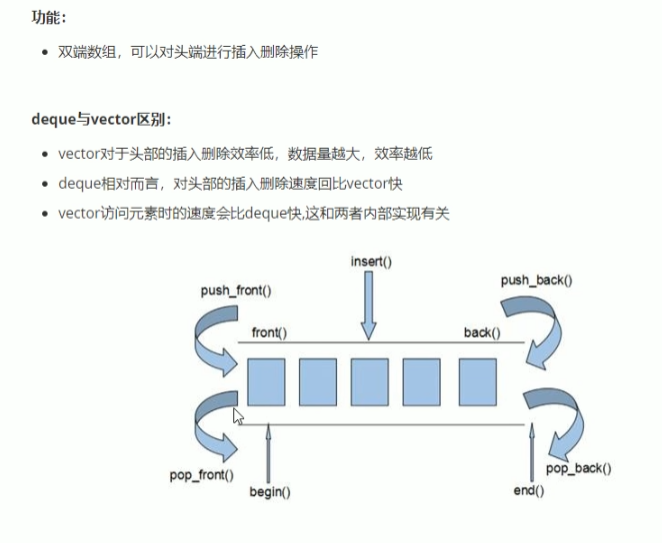 功能：
双端数组，可以对头端进行插入删除操作
deque与vector区别：
vector对于头部的插入删除效率低，数据量越大，效率越低
deque相对而言，对头部的插入删除速度回比vector快
vector访问元素时的速度会比deque快,这和两者内部实现有关
insert()
push_front()
push_back()
front()
back()
pop_front()
pop_back()
begin()
end()